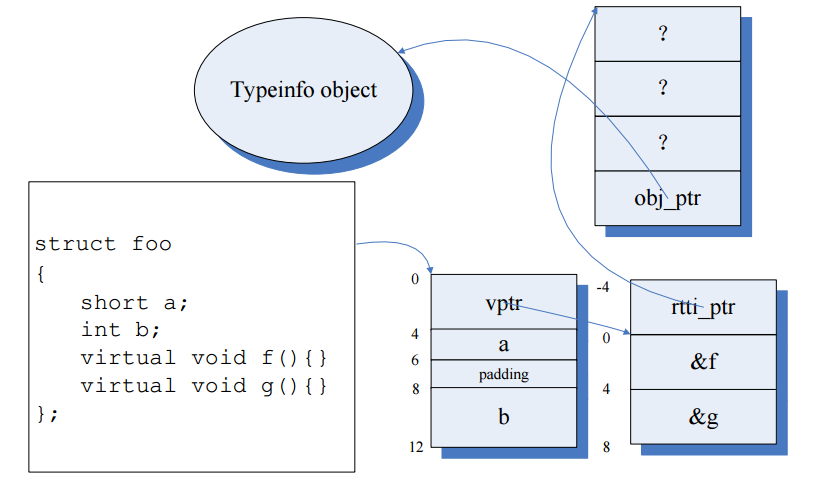 Typeinfo object
?
?
?
obj_ptr
struct foo
{
short a;
int b;
virtual void f(){}
virtual void g(){}
};
0
vptr
4
a
6
padding
8
b
12
-4
rtti_ptr
0
&f
4
&g
8